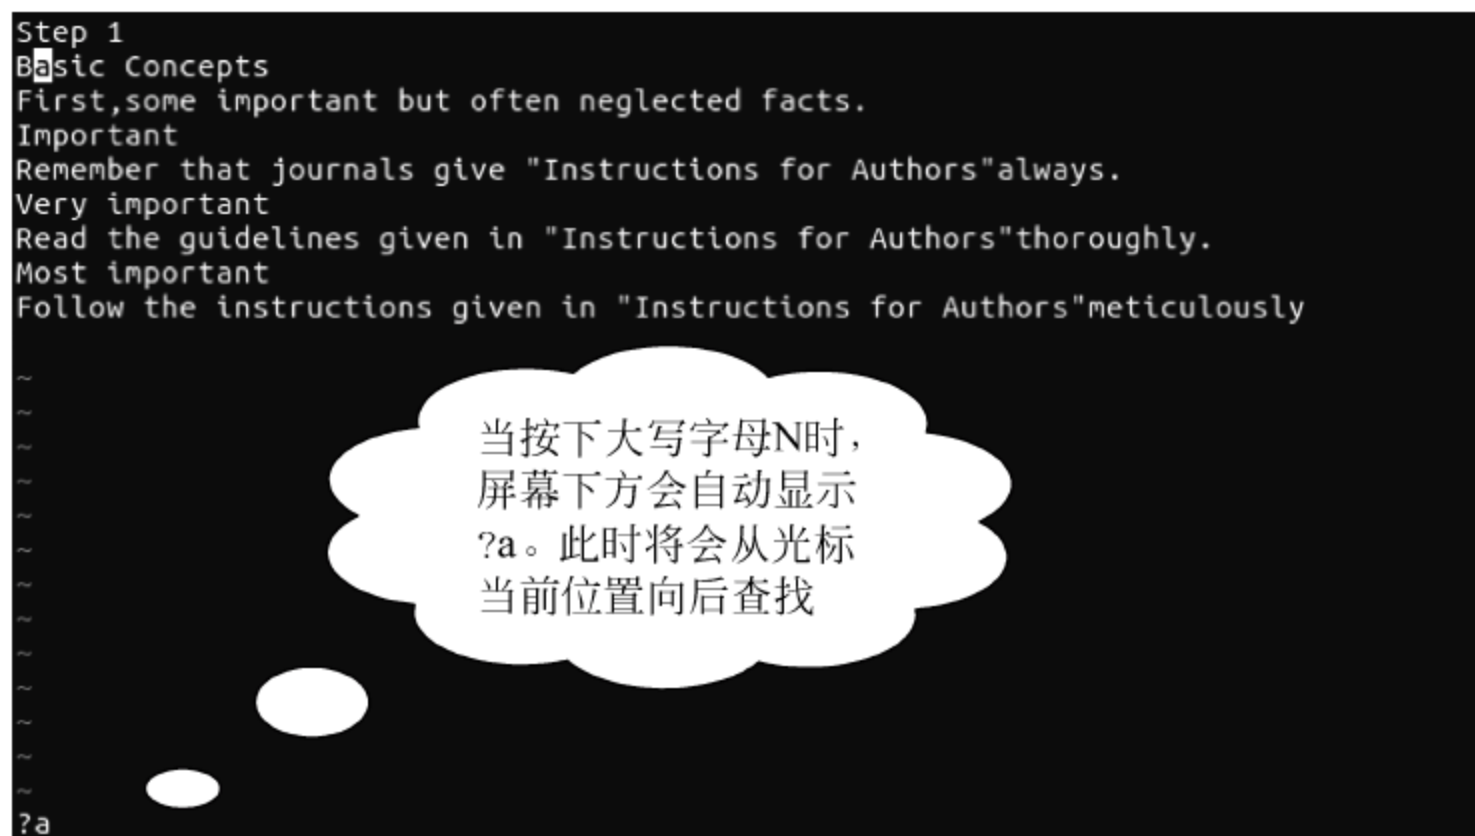 Step 1
Basic Concepts
First,some important but often neglected facts.
Important
Remember that journals give "Instructions for Authors"always.
Very important
Read the guidelines given in "Instructions for Authors"thoroughly.
Most important
Follow the instructions given in "Instructions for Authors"meticulously
~
~
~
当按下大写字母N时，
~
屏幕下方会自动显示
~
?a。此时将会从光标
~
当前位置向后查找
~
~
~
~
~
~
~
?a